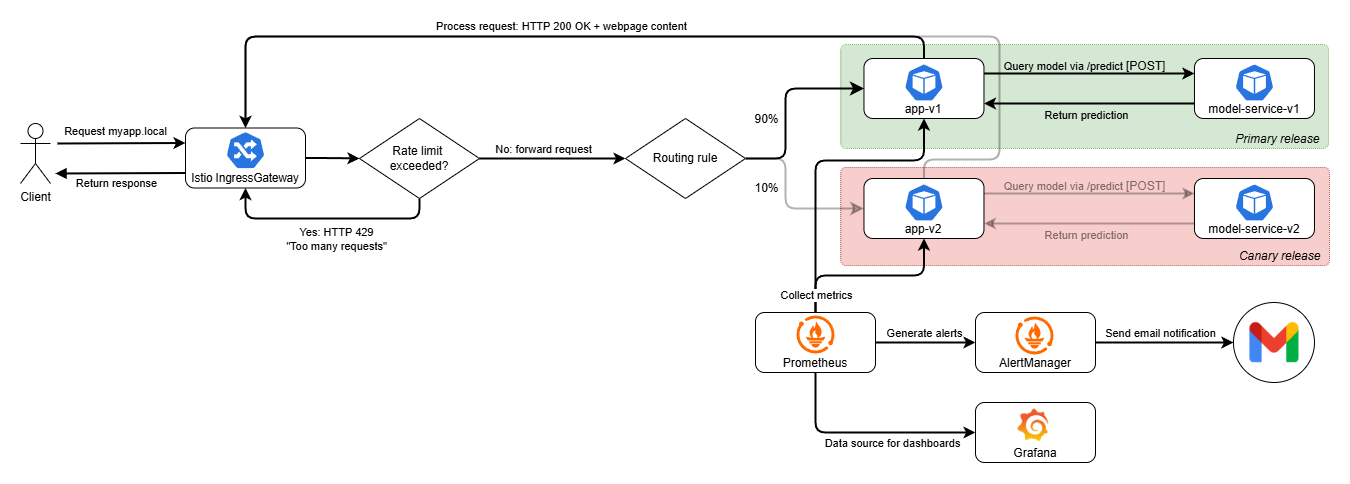 Process request: HTTP 200 OK + webpage content
Request myapp.local
Return response
Client
Istio IngressGateway
Rate limit
exceeded?
Yes: HTTP 429
"Too many requests"
No: forward request
Routing rule
90%
10%
app-v1
Query model via /predict [POST]
Return prediction
model-service-v1
Primary release
app-v2
Query model via /predict [POST]
Return prediction
model-service-v2
Canary release
Collect metrics
Prometheus
Generate alerts
AlertManager
Send email notification
Data source for dashboards
Grafana